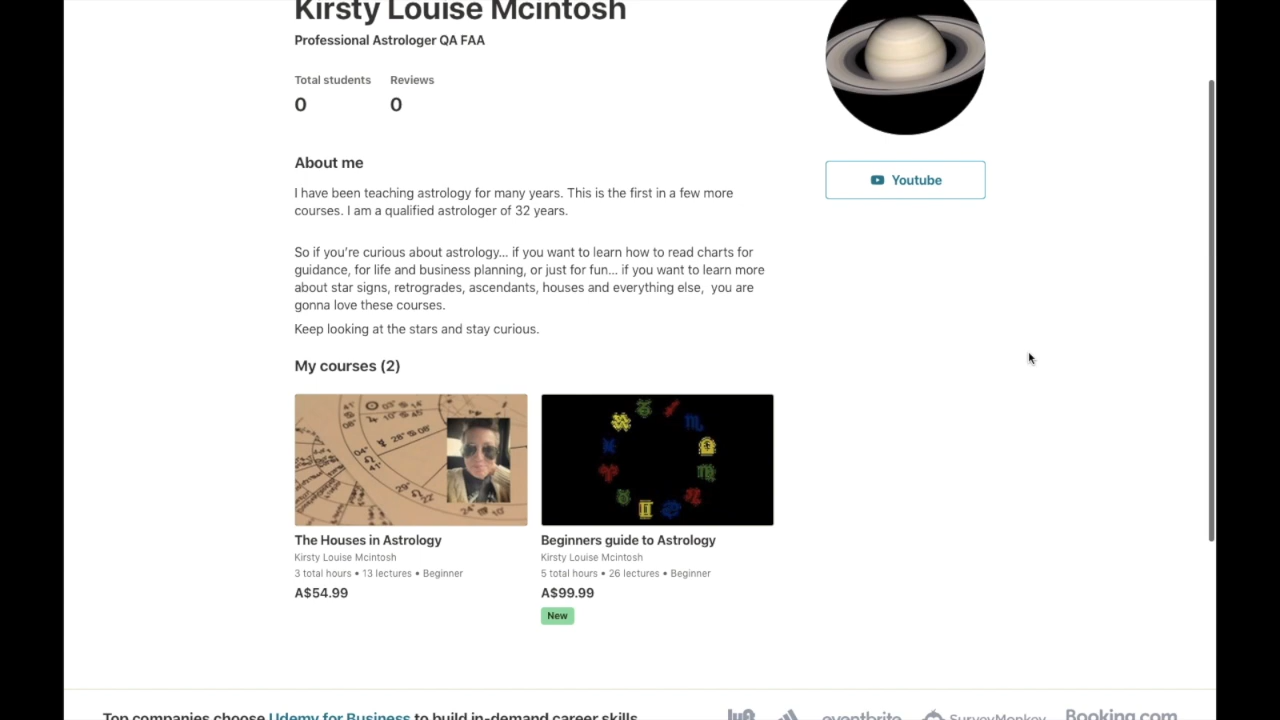 Kirsty Louise Mcintosh
Professional Astrologer QA FAA
Total students
Reviews
0
0
Youtube
About me
I have been teaching astrology for many years. This is the first in a few more
courses. I am a qualified astrologer of 32 years.
So if you're curious about astrology... if you want to learn how to read charts for
guidance, for life and business planning, or just for fun... if you want to learn more
about star signs, retrogrades, ascendants, houses and everything else,  you are
gonna love these courses.
Keep looking at the stars and stay curious.
My courses (2)
The Houses in Astrology
Kirsty Louise Mcintosh
3 total hours • 13 lectures • Beginner
A$54.99
Beginners guide to Astrology
Kirsty Louise Mcintosh
5 total hours • 26 lectures • Beginner
A$99.99
New
Top companies choose Udemy for Business to build in-demand career skills.
lyft
eventbrite
SurveyMonkey
Booking.com